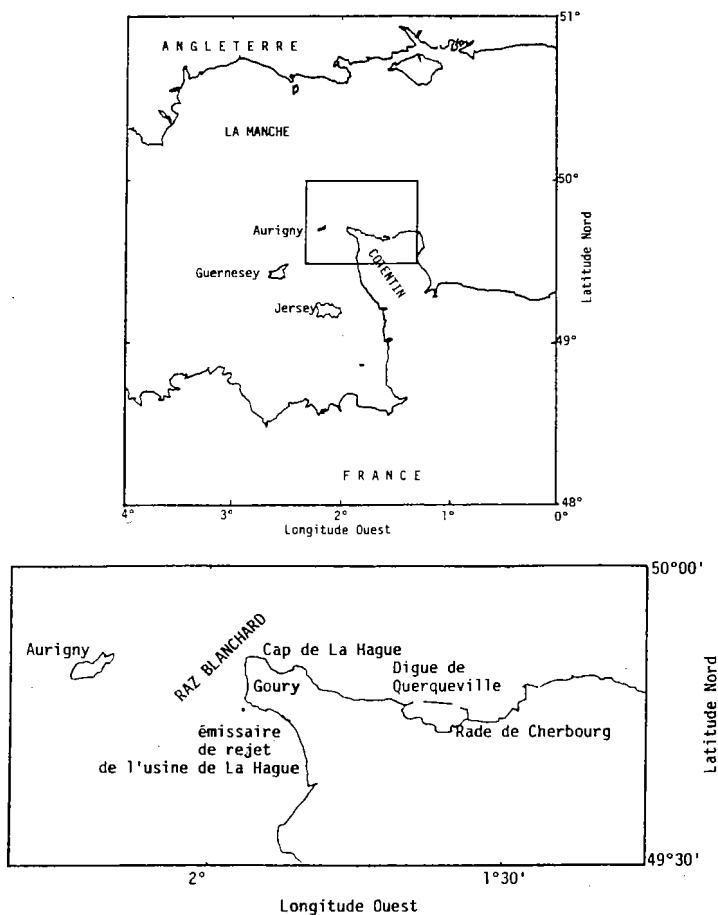 51°
ANGLETERRE
LA MANCHE
50°
Aurigny
COTENTIN
Guernesey
Latitude Nord
Jersey
49°
FRANCE
48°
4°
3°
2°
1°
0°
Longitude Ouest
50°00'
RAZ BLANCHARD
Aurigny
Cap de La Hague
Digue de
Querqueville
Goury
émissaire
de rejet
de l'usine de La Hague
Rade de Cherbourg
Latitude Nord
49°30'
2°
1°30'
Longitude Ouest